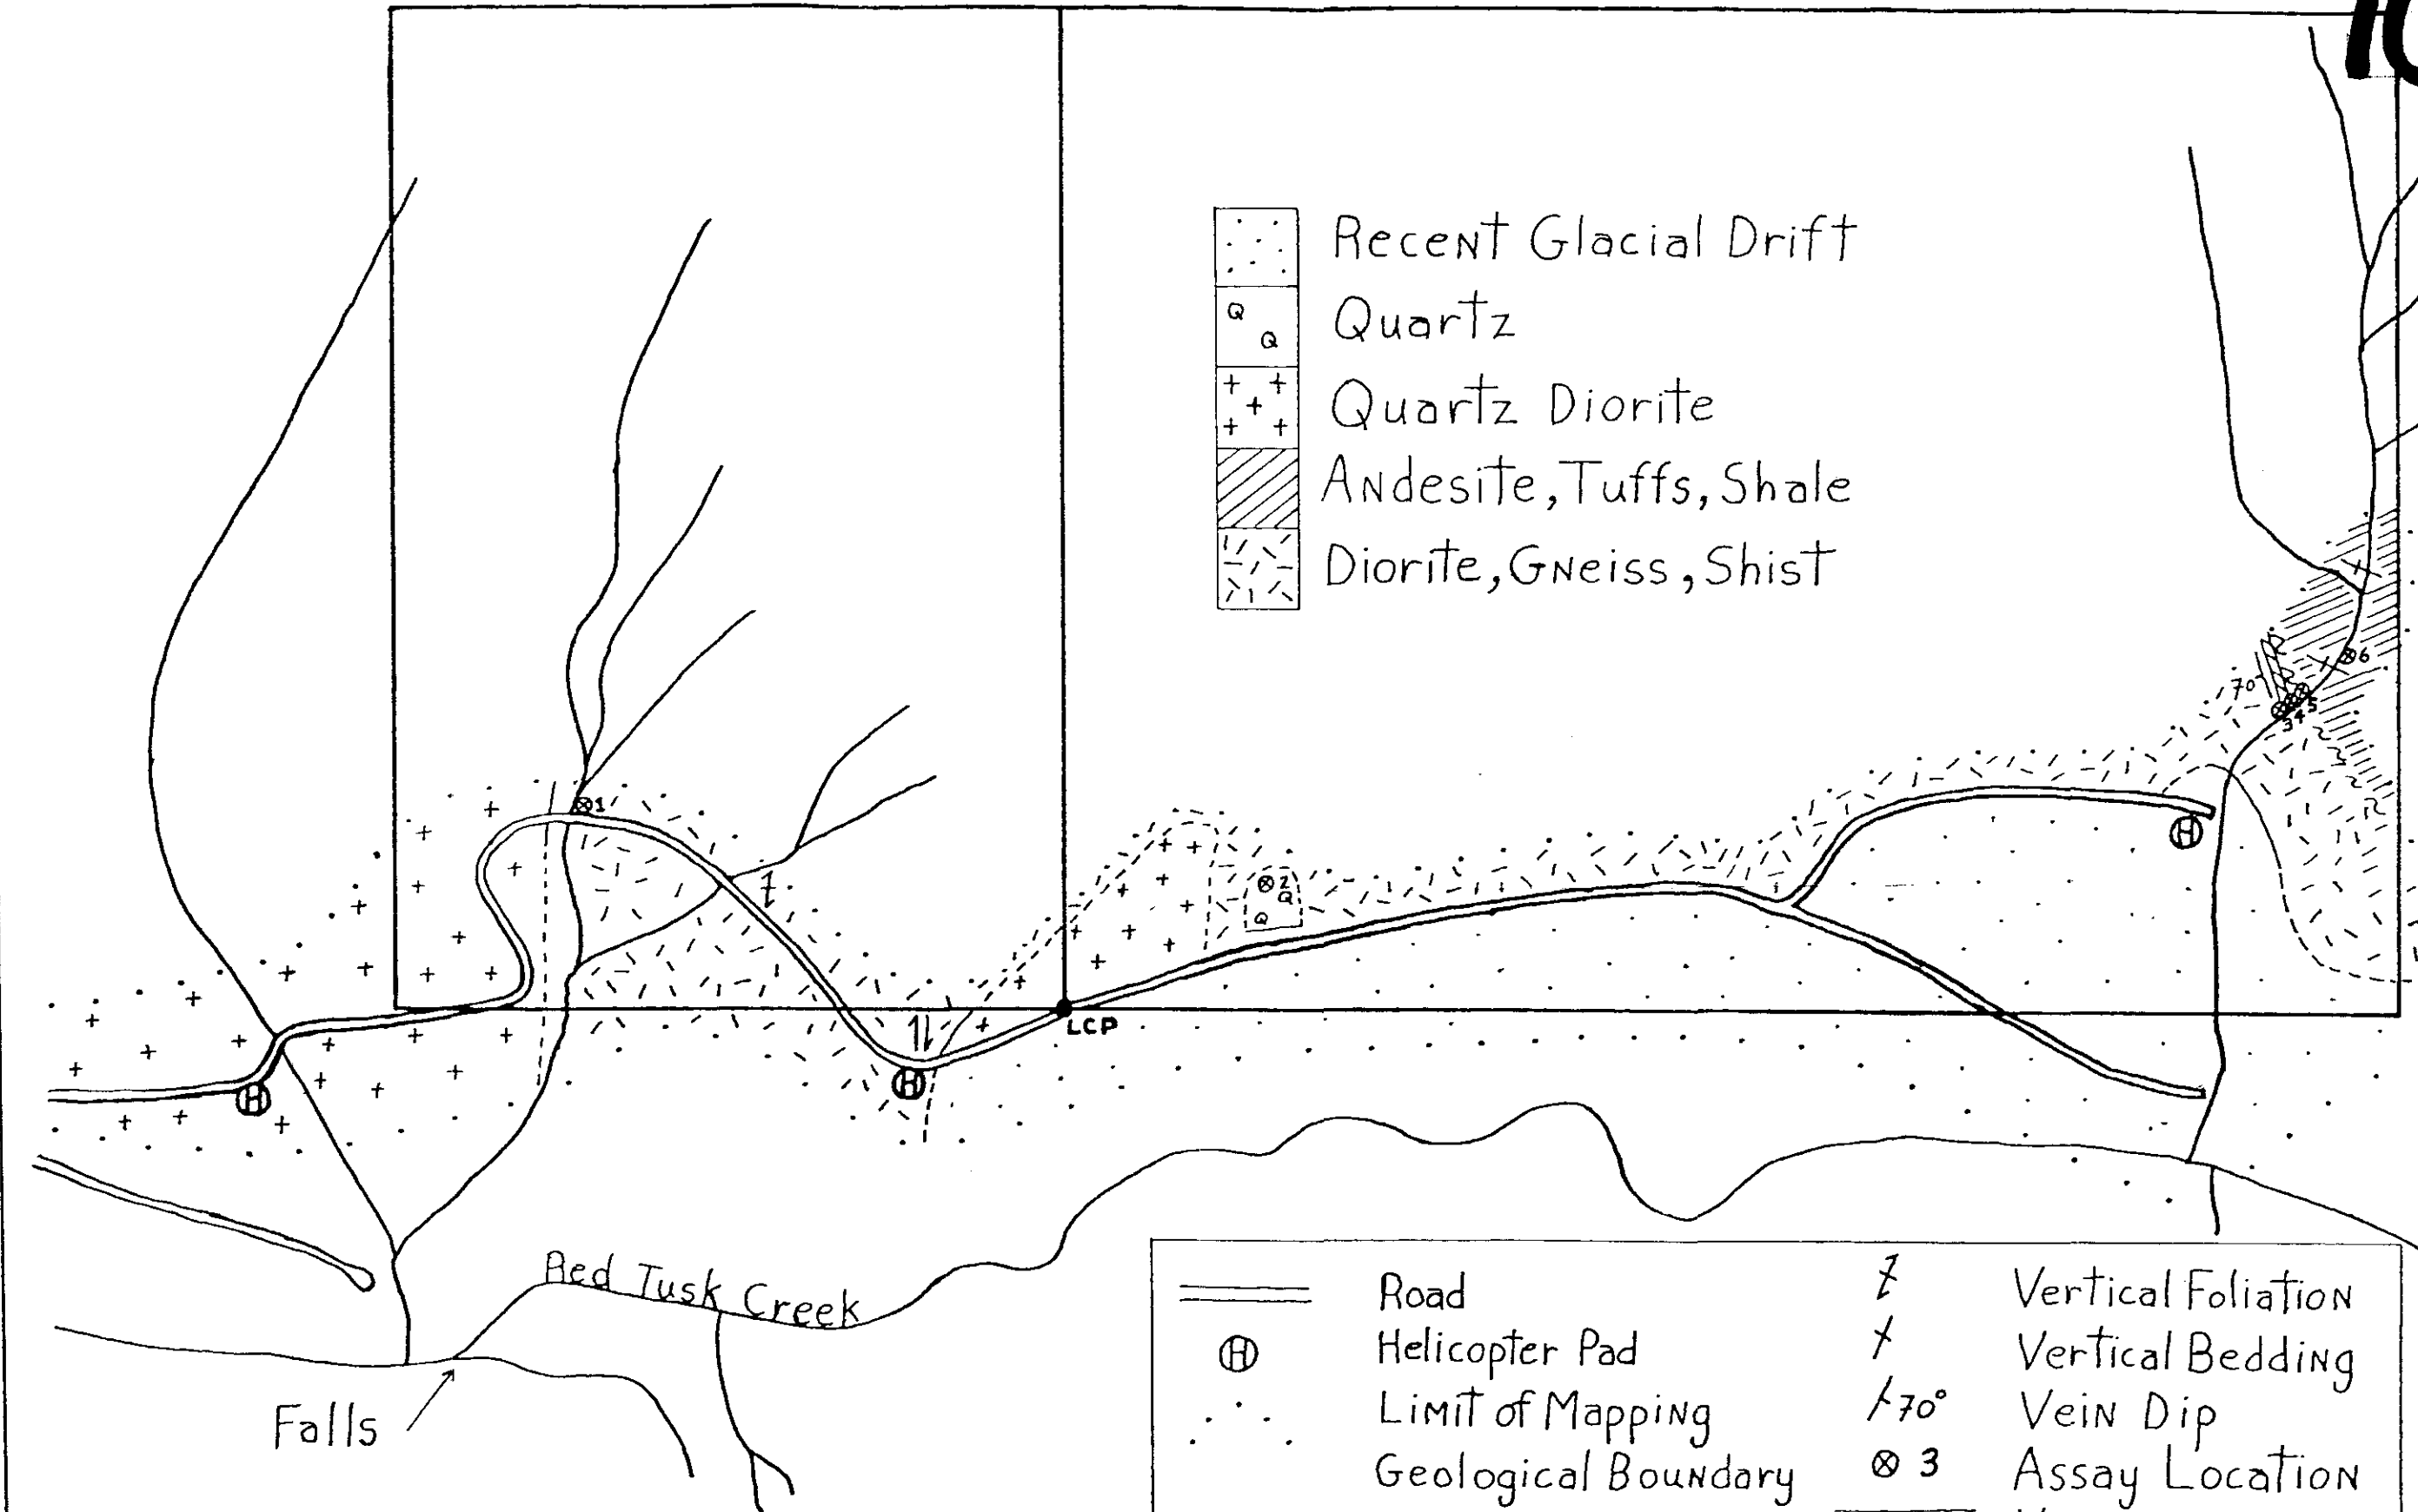 10
Recent Glacial Drift
Q
Q
Quartz
Quartz Diorite
Andesite, Tuffs, Shale
Diorite, Gneiss, Shist
6
70°
3 4 5
1
2
Q
Q
H
LCP
H
H
Red Tusk Creek
Falls
Road
Vertical Foliation
H
Helicopter Pad
Vertical Bedding
Limit of Mapping
70°
Vein Dip
Geological Boundary
3
Assay Location